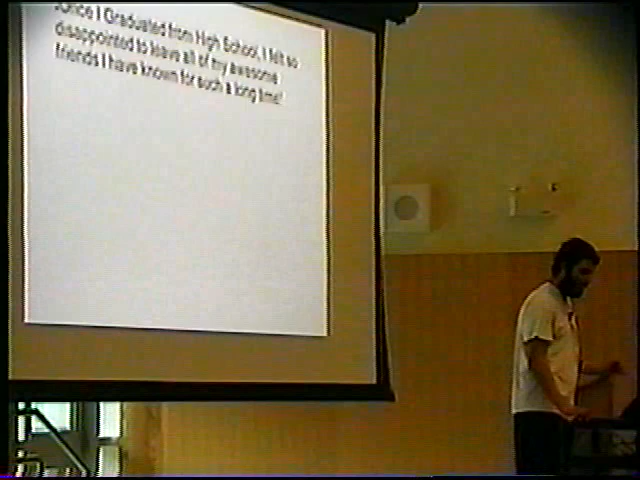 Once I Graduated from High School, I felt so
disappointed to leave all of my awesome
friends I have known for such a long time!